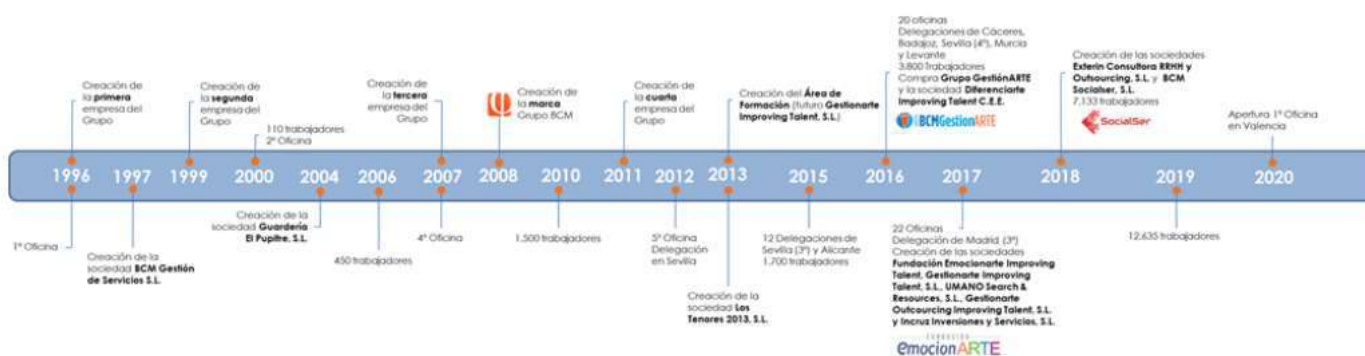 Creación de
la primera
empresa del
Grupo
Creación de
la segunda
empresa del
Grupo
110 trabajadores
2ª Oficina
Creación de
la tercera
empresa del
Grupo
Creación de
la marca
Grupo BCM
Creación de
la cuarta
empresa del
Grupo
Creación del Área de
Formación (futuro Gestionarte
Improving Talent, S.L.)
20 oficinas
Delegaciones de Cáceres,
Badajoz, Sevilla (4ª), Murcia
y Levante
3.800 Trabajadores
Compra Grupo GestiónARTE
y la sociedad Diferenciarte
Improving Talent C.E.E.
BCMGestionARTE
Creación de las sociedades
Exterin Consultora RRHH y
Outsourcing, S.L. y BCM
Socialser, S.L.
7.133 trabajadores
SocialSer
Apertura 1ª Oficina
en Valencia
1996 1997 1999 2000 2004 2006 2007 2008 2010 2011 2012 2013 2015 2016 2017 2018 2019 2020
1ª Oficina
Creación de la
sociedad BCM Gestión
de Servicios S.L.
Creación de la
sociedad Guardería
El Pupitre, S.L.
450 trabajadores
4ª Oficina
1.500 trabajadores
5ª Oficina
Delegación
en Sevilla
Creación de la
sociedad Los
Tenores 2013, S.L.
12 Delegaciones de
Sevilla (3ª) y Alicante
1.700 trabajadores
22 Oficinas
Delegación de Madrid (3ª)
Creación de las sociedades
Fundación Emocionarte Improving
Talent, Gestionarte Improving
Talent, S.L., UMANO Search &
Resources, S.L., Gestionarte
Outcourcing Improving Talent, S.L.
y Incruz Inversiones y Servicios, S.L.
FUNDACIÓN
emocionARTE
12.635 trabajadores